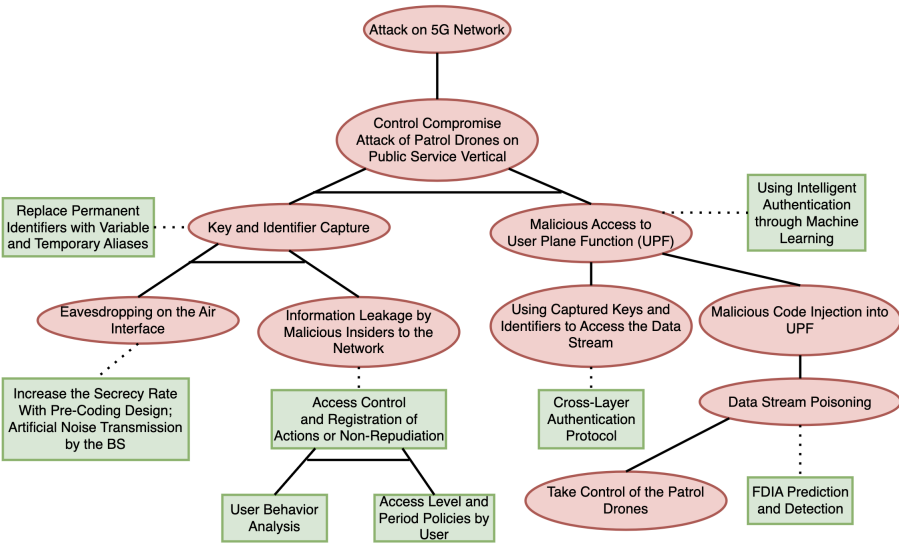 Attack on 5G Network
Control Compromise
Attack of Patrol Drones on
Public Service Vertical
Replace Permanent
Identifiers with Variable
and Temporary Aliases
Key and Identifier Capture
Malicious Access to
User Plane Function (UPF)
Using Intelligent
Authentication
through Machine
Learning
Eavesdropping on the Air
Interface
Information Leakage by
Malicious Insiders to the
Network
Using Captured Keys and
Identifiers to Access the Data
Stream
Malicious Code Injection into
UPF
Increase the Secrecy Rate
With Pre-Coding Design;
Artificial Noise Transmission
by the BS
Access Control
and Registration of
Actions or Non-Repudiation
Cross-Layer
Authentication
Protocol
Data Stream Poisoning
User Behavior
Analysis
Access Level and
Period Policies by
User
Take Control of the Patrol
Drones
FDIA Prediction
and Detection